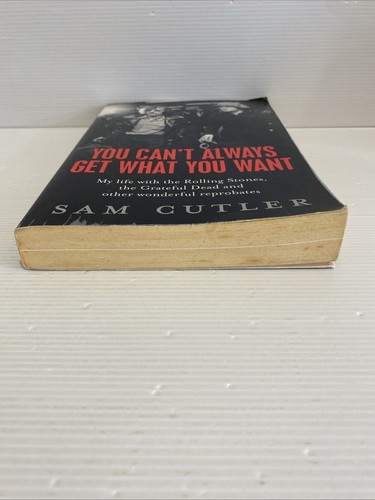 YOU CAN'T ALWAYS
GET WHAT YOU WANT
My life with the Rolling Stones,
the Grateful Dead and
other wonderful reprobates
SAM CUTLER